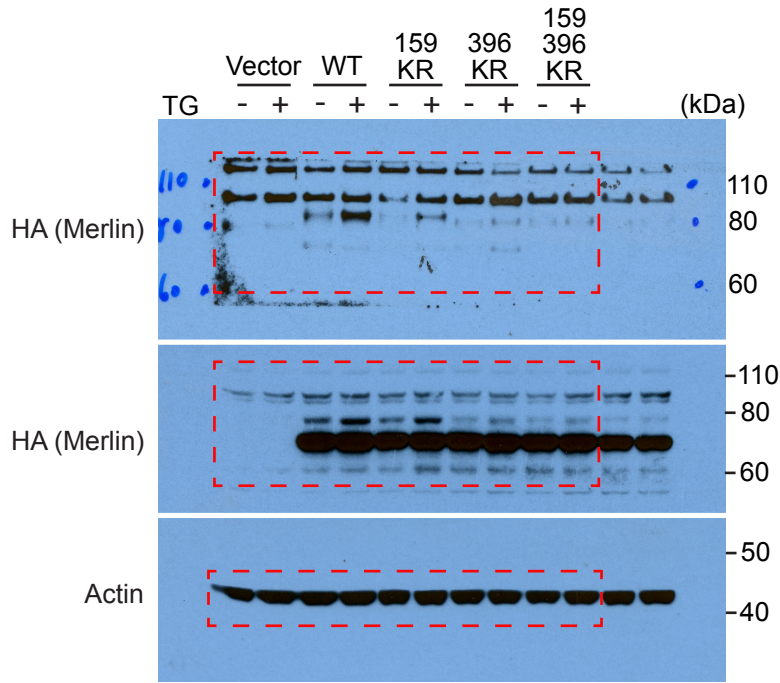 159
159 396 396
Vector WT KR KR KR
TG - + - + - + - + - + (kDa)
110 110
HA (Merlin) 80 80
60 60
-110
HA (Merlin) -80
-60
-50
Actin
-40